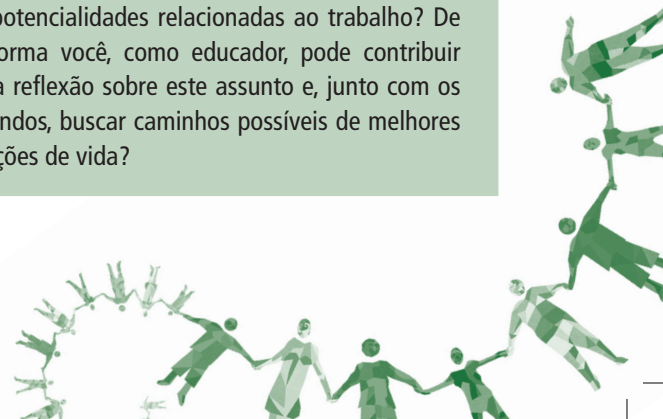 potencialidades relacionadas ao trabalho? De
orma você, como educador, pode contribuir
a reflexão sobre este assunto e, junto com os
ndos, buscar caminhos possíveis de melhores
ções de vida?